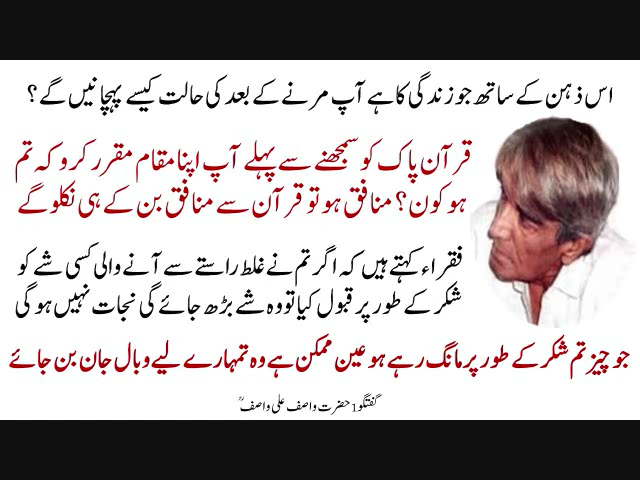 اس ذہن کے ساتھ جو زندگی کا ہے آپ مرنے کے بعد کی حالت کیسے پہچانیں گے؟
قرآن پاک کو سمجھنے سے پہلے آپ اپنا مقام مقرر کرو کہ تم
ہو کون؟ منافق ہو تو قرآن سے منافق بن کے ہی نکلو گے
فقراء کہتے ہیں کہ اگر تم نے غلط راستے سے آنے والی کسی شے کو
شکر کے طور پر قبول کیا تو وہ شے بڑھ جائے گی نجات نہیں ہو گی
جو چیز تم شکر کے طور پر مانگ رہے ہو عین ممکن ہے وہ تمہارے لیے وبال جان بن جائے
گفتگو 1 حضرت واصف علی واصفؒ